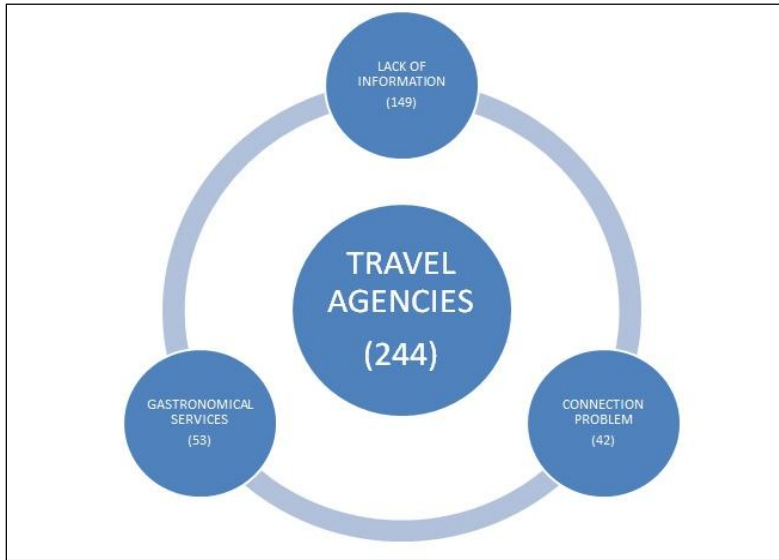 LACK OF
INFORMATION
(149)
TRAVEL
AGENCIES
(244)
GASTRONOMICAL
SERVICES
(53)
CONNECTION
PROBLEM
(42)